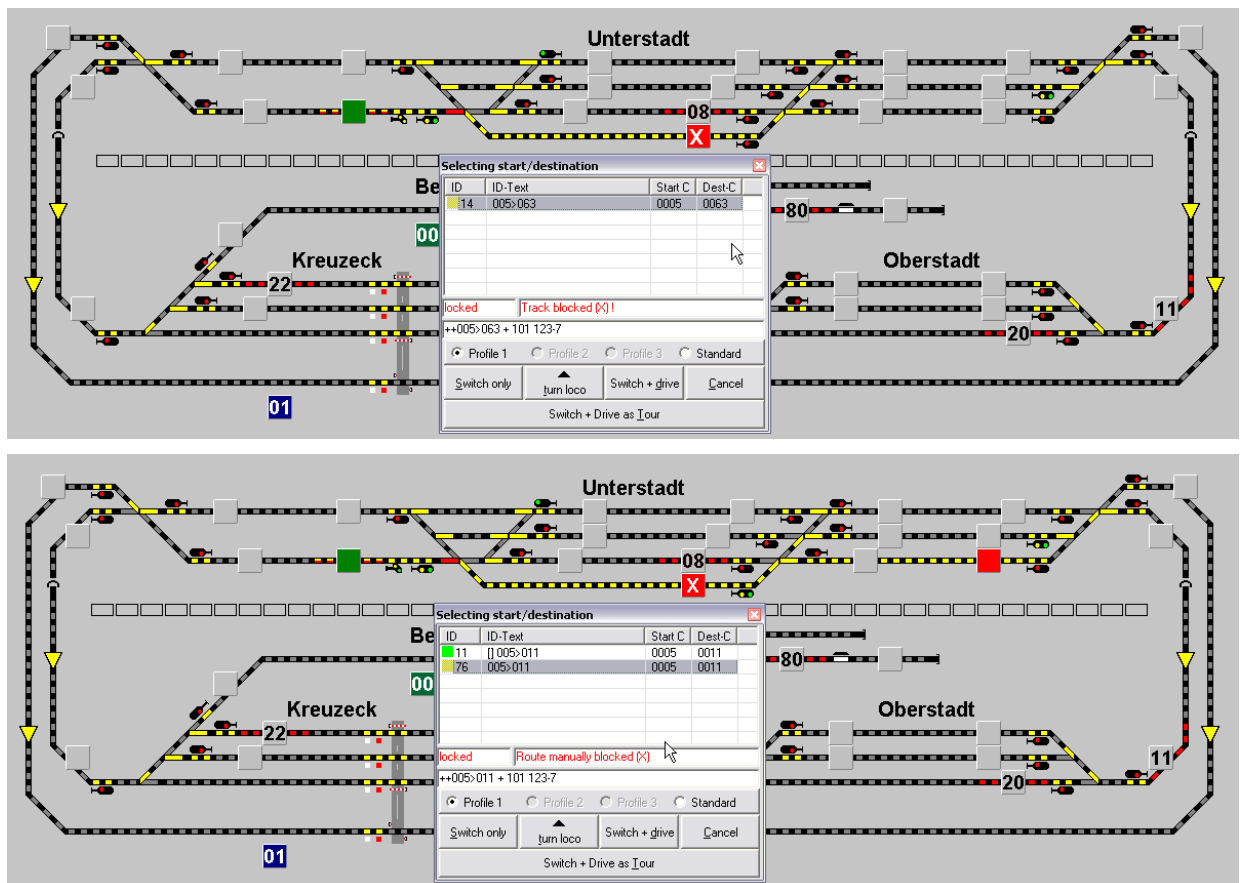 Unterstadt
08
X
Selecting start/destination
ID ID-Text Start C Dest-C
14 005>063 0005 0063
Be
80
00
Kreuzeck
Oberstadt
22
locked Track blocked (X) !
11
++005>063 + 101 123-7
20
Profile 1 Profile 2 Profile 3 Standard
Switch only turn loco Switch + drive Cancel
01
Switch + Drive as Tour
Unterstadt
08
X
Selecting start/destination
ID ID-Text Start C Dest-C
Be
11 [] 005>011 0005 0011
80
76 005>011 0005 0011
00
Kreuzeck
Oberstadt
22
locked Route manually blocked (X)
11
++005>011 + 101 123-7
20
Profile 1 Profile 2 Profile 3 Standard
Switch only turn loco Switch + drive Cancel
01
Switch + Drive as Tour